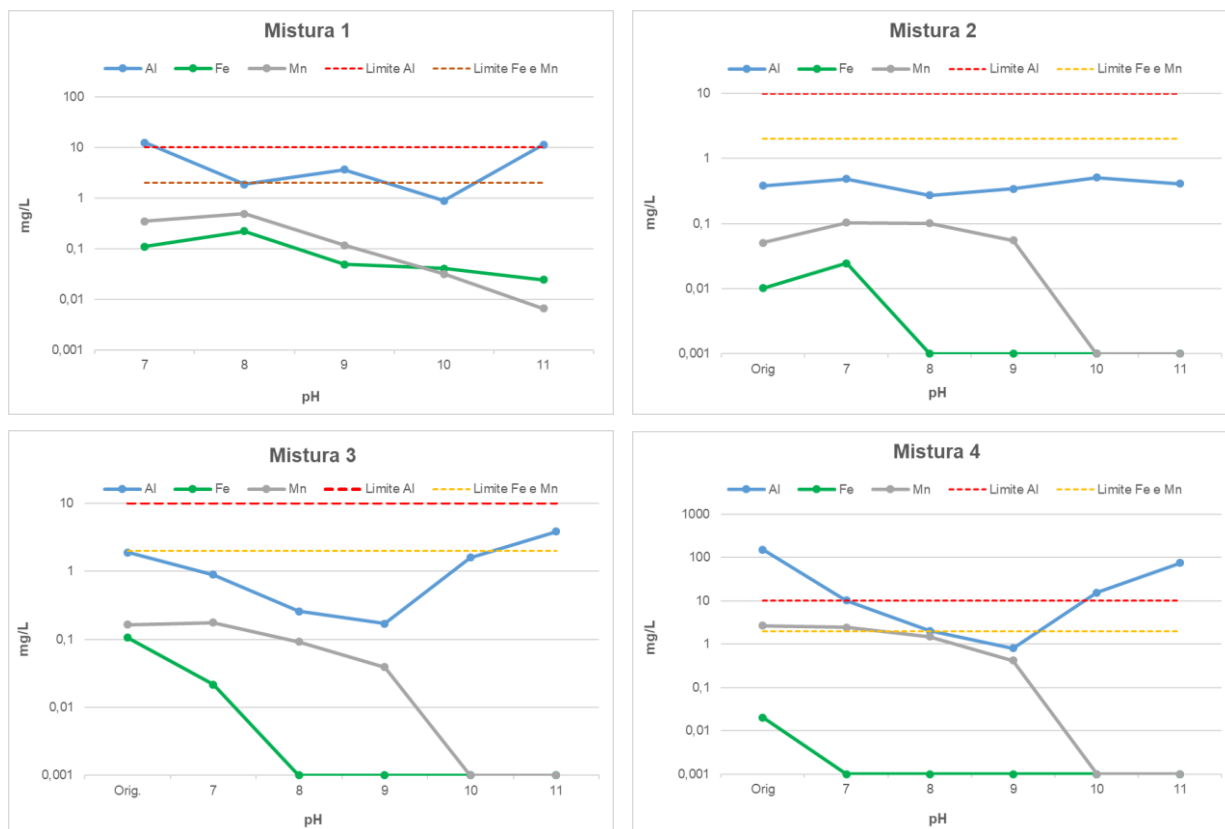 Mistura 1
Al Fe Mn Limite Al Limite Fe e Mn
mg/L
100
10
1
0,1
0,01
0,001
7 8 9 10 11
pH
Mistura 2
Al Fe Mn Limite Al Limite Fe e Mn
mg/L
10
1
0,1
0,01
0,001
Orig 7 8 9 10 11
pH
Mistura 3
Al Fe Mn Limite Al Limite Fe e Mn
mg/L
10
1
0,1
0,01
0,001
Orig. 7 8 9 10 11
pH
Mistura 4
Al Fe Mn Limite Al Limite Fe e Mn
mg/L
1000
100
10
1
0,1
0,01
0,001
Orig 7 8 9 10 11
pH